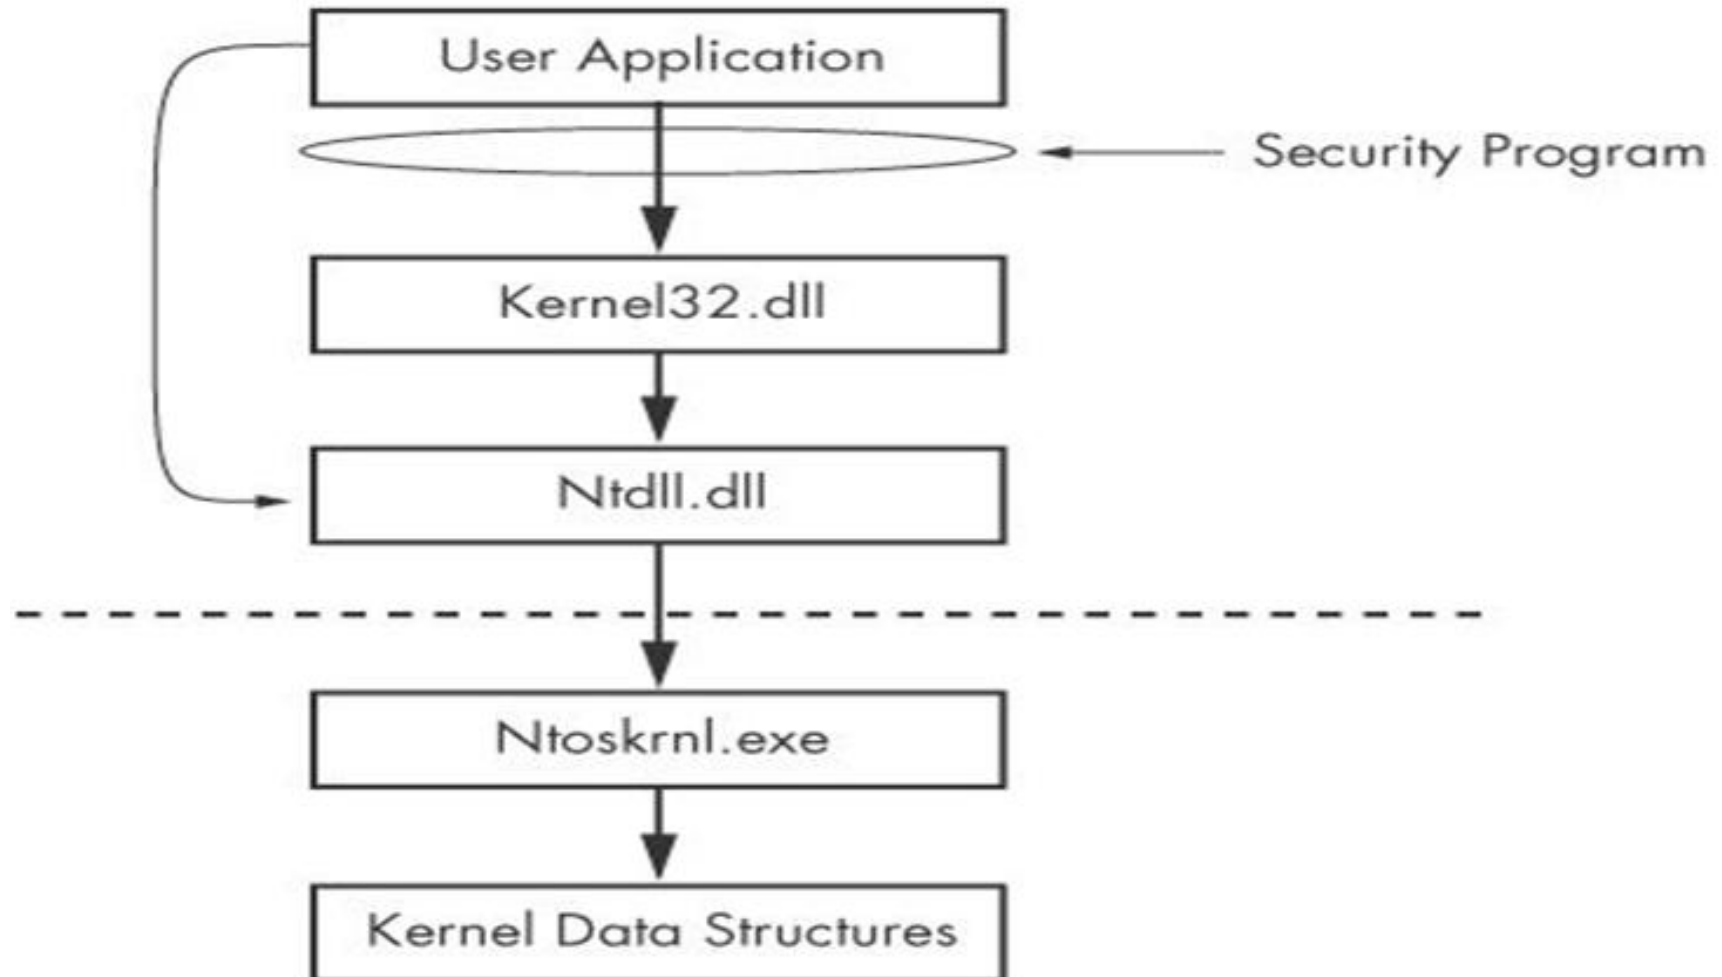 User Application
Security Program
Kernel32.dll
Ntdll.dll
Ntoskrnl.exe
Kernel Data Structures